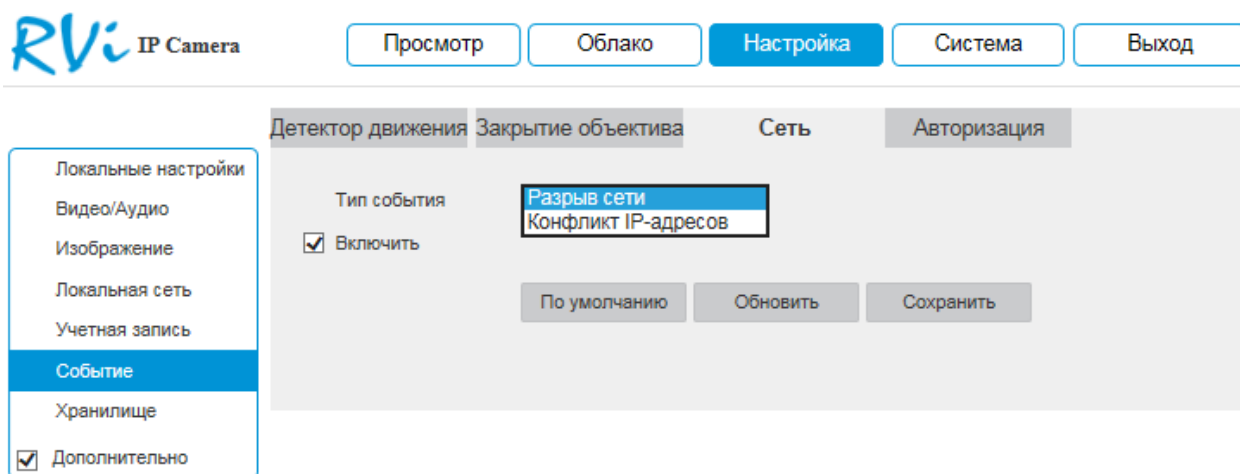 RVi IP Camera
Просмотр Облако Настройка Система Выход
Детектор движения Закрытие объектива Сеть Авторизация
Локальные настройки
Видео/Аудио
Изображение
Локальная сеть
Учетная запись
Событие
Хранилище
Дополнительно
Тип события Разрыв сети
Конфликт IP-адресов
Включить
По умолчанию Обновить Сохранить